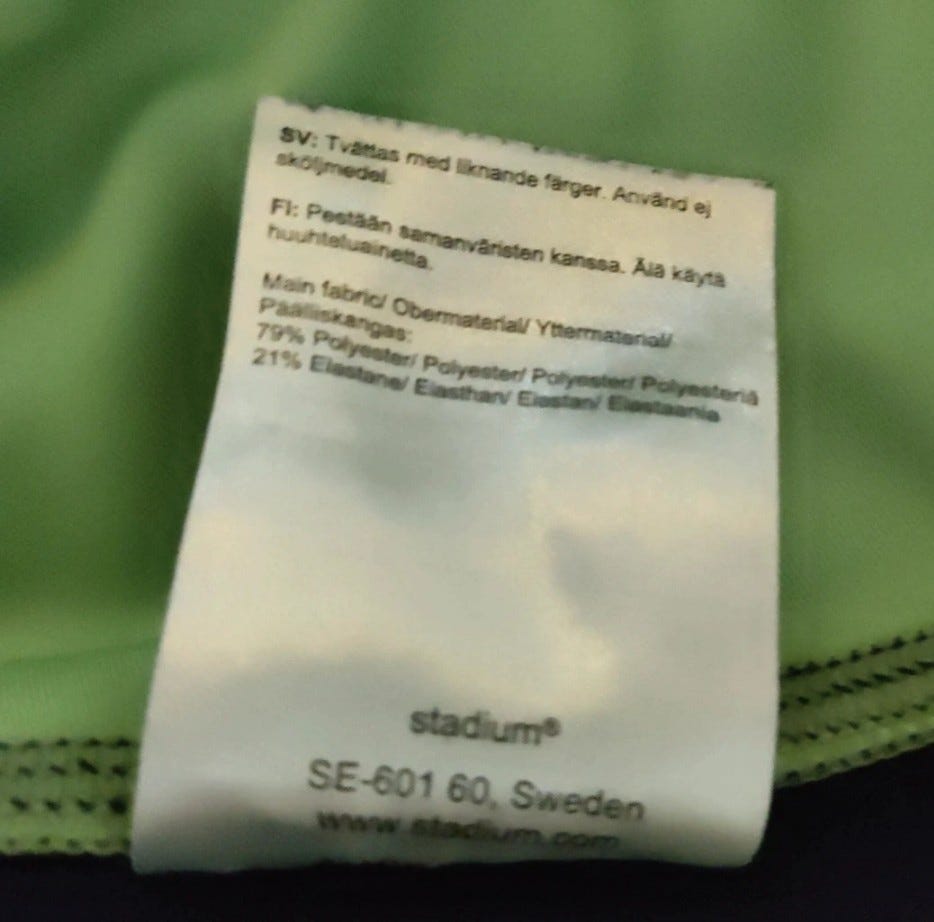 SV: Tvättas med liknande färger. Använd ej
sköljmedel.
FI: Pestään samanväristen kanssa. Älä käytä
huuhteluainetta.
Main fabric/ Obermaterial/ Yttermaterial/
Päälliskangas:
79% Polyester/ Polyester/ Polyester/ Polyesteriä
21% Elastane/ Elasthan/ Elastan/ Elastaania
stadium®
SE-601 60, Sweden
www.stadium.com